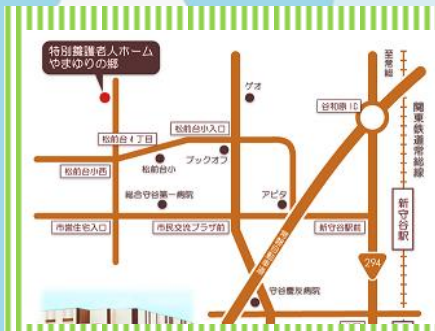 特別養護老人ホーム
やまゆりの郷
至常総
ゲオ
谷和原IC
関東鉄道常総線
松前台小入口
松前台4丁目
ブックオフ
松前台小
松前台小西
総合守谷第一病院
アピタ
新守谷駅
市営住宅入口
市民交流プラザ前
新守谷駅前
常磐自動車道
294
守谷慶友病院